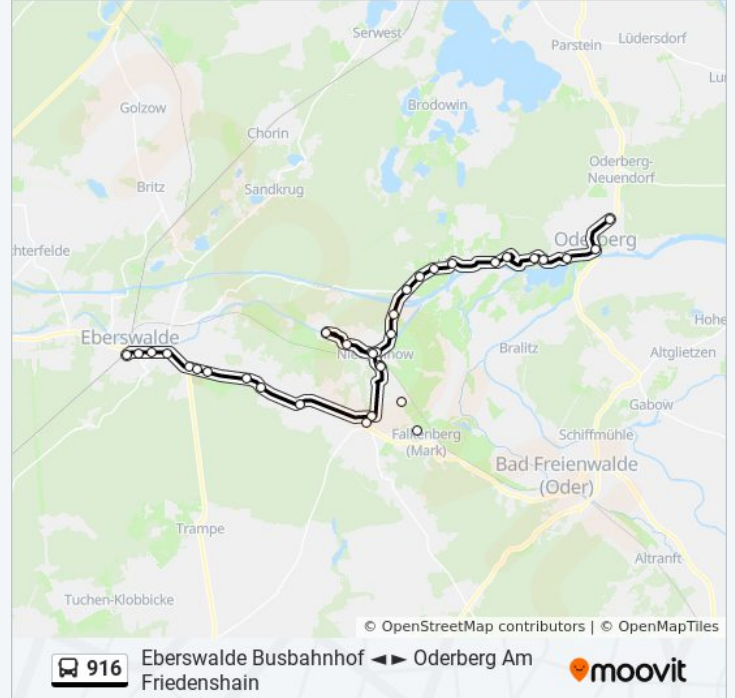 Serwest
Parstein
Lüdersdorf
Golzow
Brodowin
Chorin
Oderberg-
Neuendorf
Britz
Sandkrug
Oderberg
chterfelde
Eberswalde
Hohe
Bralitz
Altglietzen
Gabow
Falkenberg
(Mark)
Schiffmühle
Bad Freienwalde
(Oder)
Trampe
Altranft
Tuchen-Klobbicke
© OpenStreetMap contributors | © OpenMapTiles
916
Eberswalde Busbahnhof ◄ ► Oderberg Am
Friedenshain
moovit